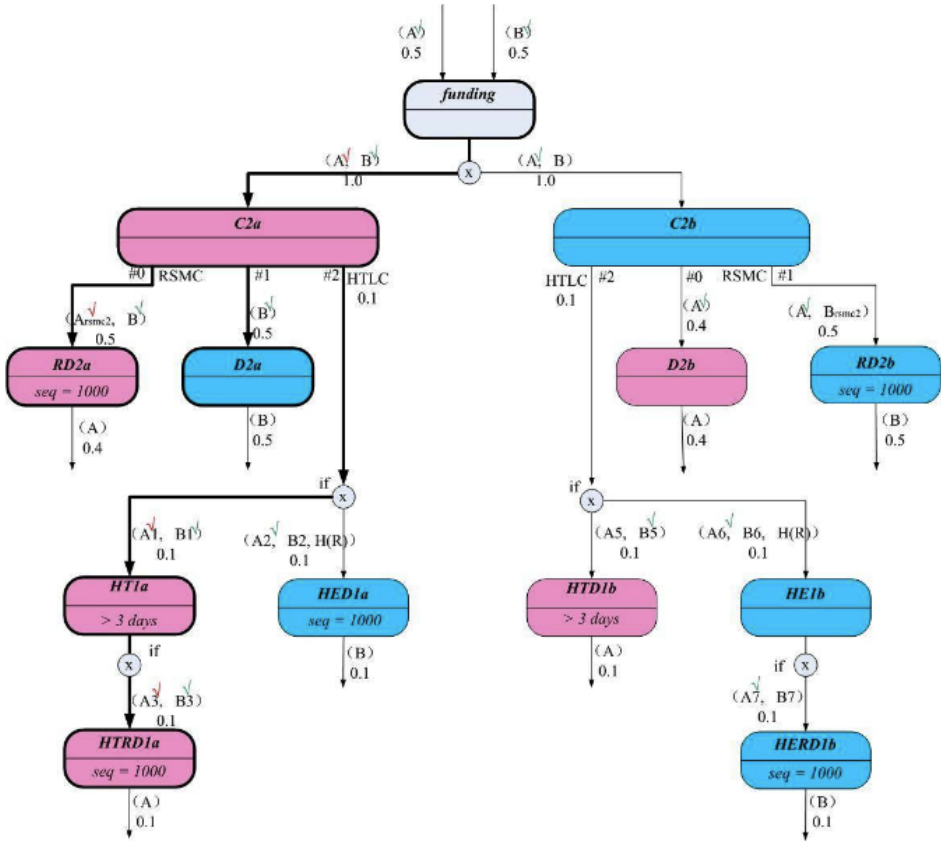 (A) (B)
0.5 0.5
funding
(A, B) (A, B)
x
1.0 1.0
C2a C2b
#0 RSMC #1 #2 HTLC HTLC #2 #0 RSMC #1
0.1 0.1
(Arsmc2, B) (B) (A) (A, Brsmc2)
0.5 0.5 0.4 0.5
RD2a D2a D2b RD2b
seq = 1000 seq = 1000
(A) (B) (A) (B)
0.4 0.5 0.4 0.5
if x if x
(A1, B1) (A2, B2, H(R)) (A5, B5) (A6, B6, H(R))
0.1 0.1 0.1 0.1
HT1a HED1a HTD1b HE1b
> 3 days seq = 1000 > 3 days
if x (B) (A) if x
0.1 0.1
(A3, B3) (A7, B7)
0.1 0.1
HTRD1a HERD1b
seq = 1000 seq = 1000
(A) (B)
0.1 0.1